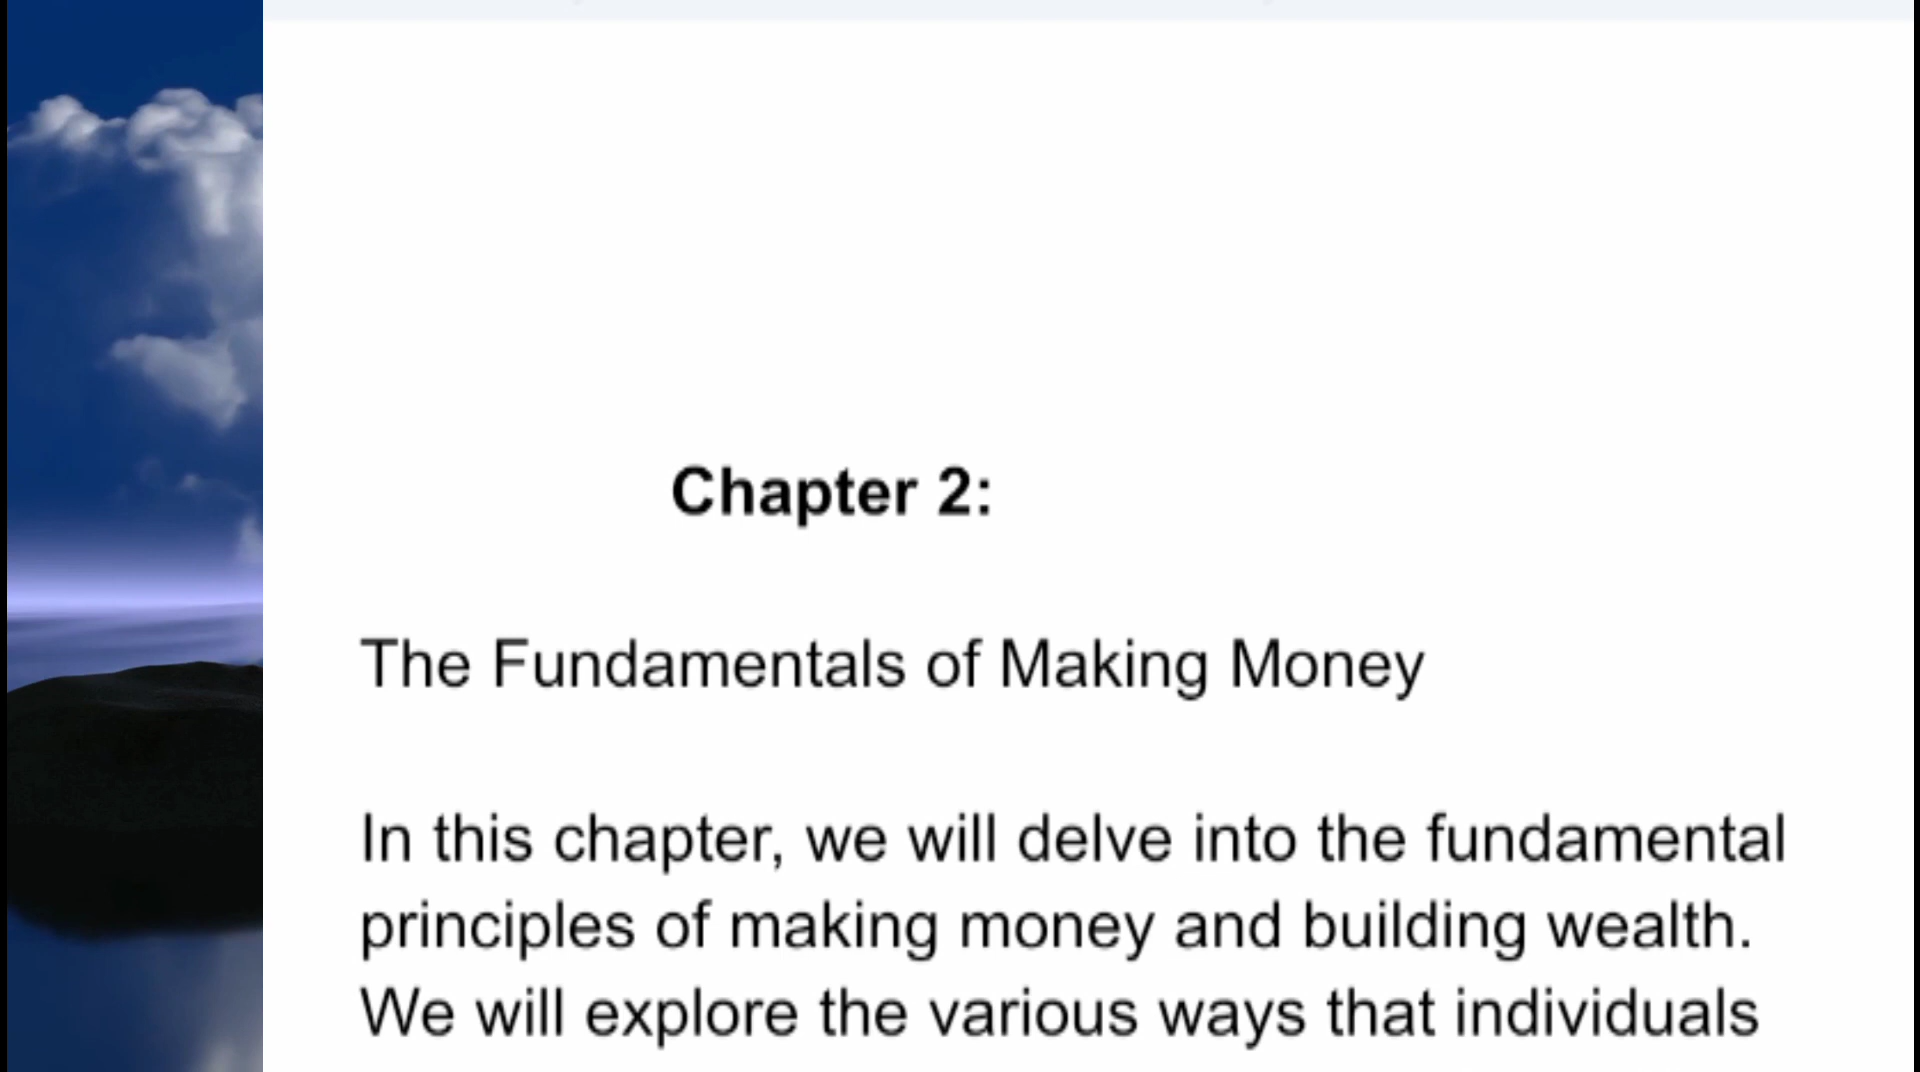 Chapter 2:
The Fundamentals of Making Money
In this chapter, we will delve into the fundamental
principles of making money and building wealth.
We will explore the various ways that individuals